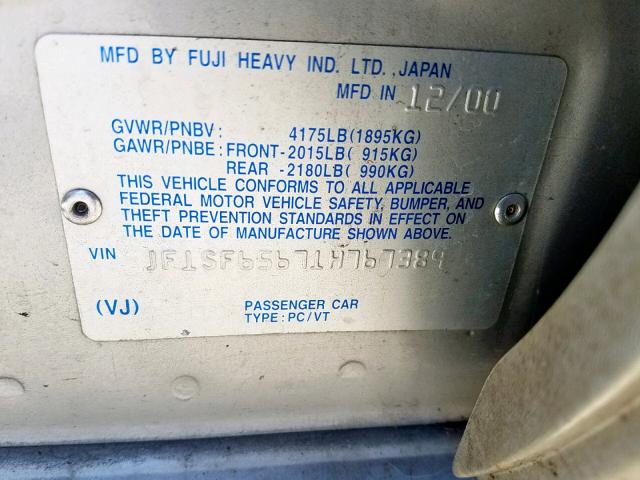 MFD BY FUJI HEAVY IND. LTD., JAPAN
MFD IN 12/00
GVWR/PNBV: 4175LB(1895KG)
GAWR/PNBE: FRONT-2015LB( 915KG)
REAR -2180LB( 990KG)
THIS VEHICLE CONFORMS TO ALL APPLICABLE
FEDERAL MOTOR VEHICLE SAFETY, BUMPER, AND
THEFT PREVENTION STANDARDS IN EFFECT ON
THE DATE OF MANUFACTURE SHOWN ABOVE.
VIN JF1SF65671H767389
(VJ) PASSENGER CAR
TYPE: PC/VT